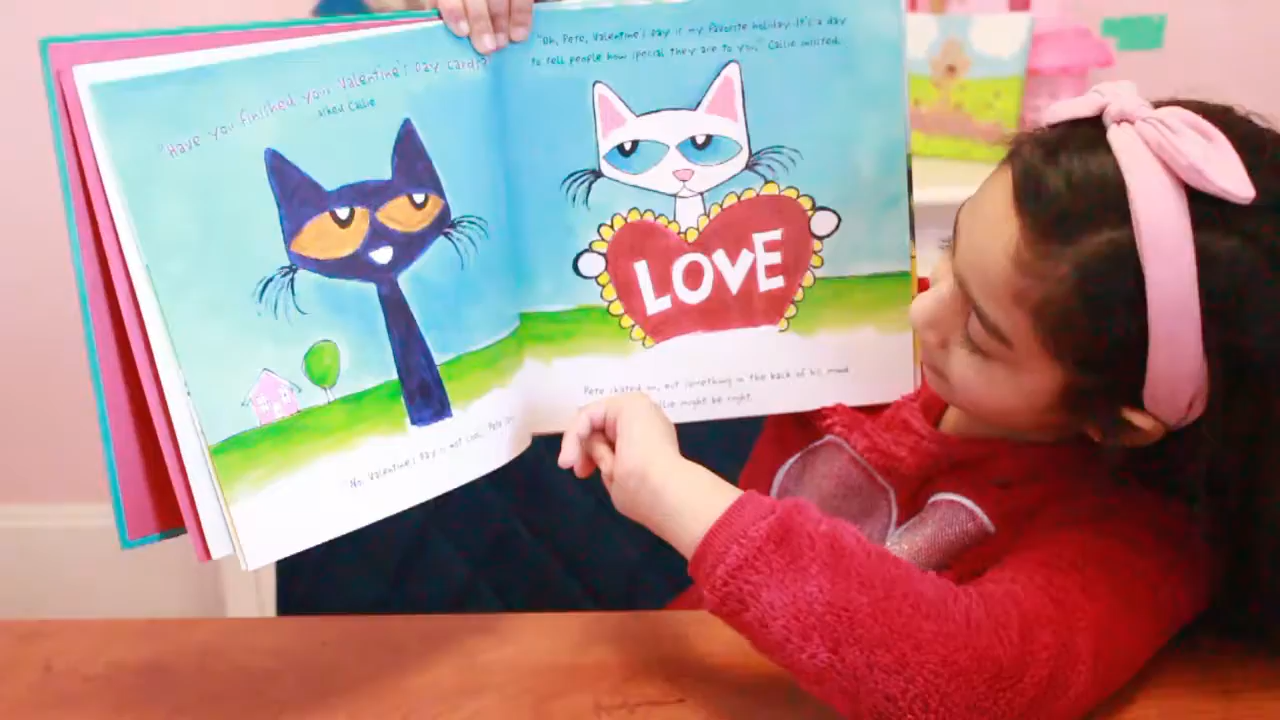 "Have you finished your Valentine's Day cards?"
asked Callie.
"No. Valentine's Day is not cool," Pete
"Oh, Pete, Valentine's Day is my favorite holiday. It's a day
to tell people how special they are to you," Callie insisted.
LOVE
Pete skated on, but something in the back of his mind
Callie might be right.